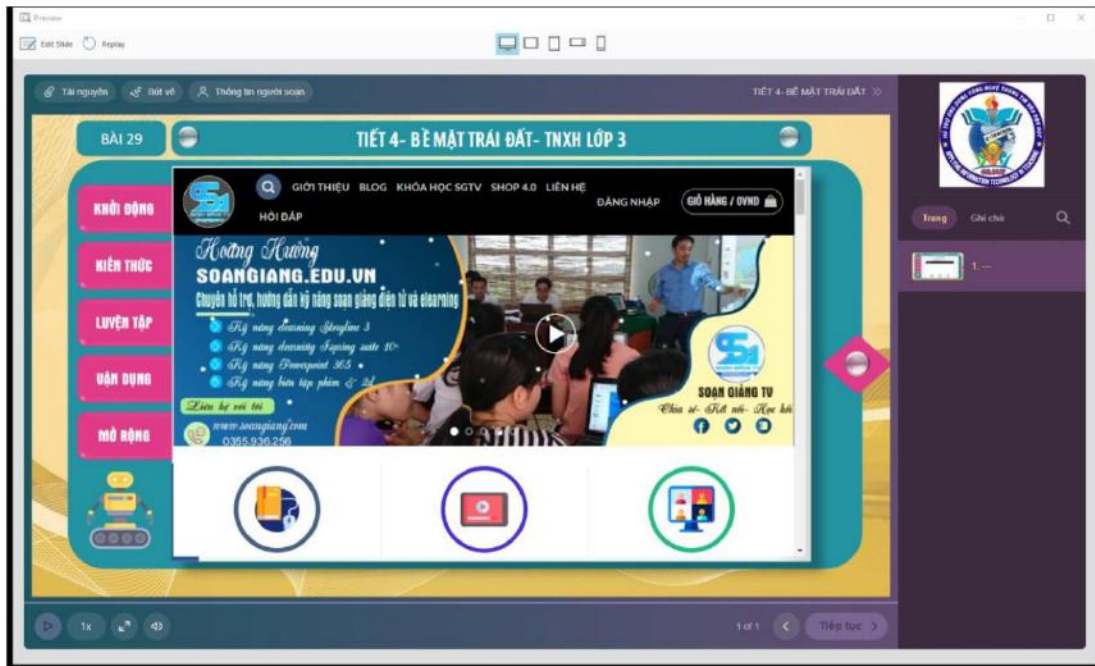 Preview
Edit Slide
Replay
Tài nguyên
Bút vẽ
Thông tin người soạn
TIẾT 4- BỀ MẶT TRÁI ĐẤT
BÀI 29
TIẾT 4- BỀ MẶT TRÁI ĐẤT- TNXH LỚP 3
KHỞI ĐỘNG
KIẾN THỨC
LUYỆN TẬP
VẬN DỤNG
MỞ RỘNG
GIỚI THIỆU BLOG KHÓA HỌC SGTV SHOP 4.0 LIÊN HỆ
HỎI ĐÁP
ĐĂNG NHẬP
GIỎ HÀNG / 0VND
Hoàng Hường
SOANGIANG.EDU.VN
Chuyên hỗ trợ, hướng dẫn kỹ năng soạn giảng điện tử và elearning
Kỹ năng elearning Storyline 3
Kỹ năng elearning Ispring suite 10
Kỹ năng Powerpoint 365
Kỹ năng biên tập phim
Liên hệ với tôi
www.soangiang.com
0355.936.256
SOẠN GIẢNG TV
Chia sẻ- Kết nối- Học hỏi
Trang
Ghi chú
1. ---
1x
1 of 1
Tiếp tục